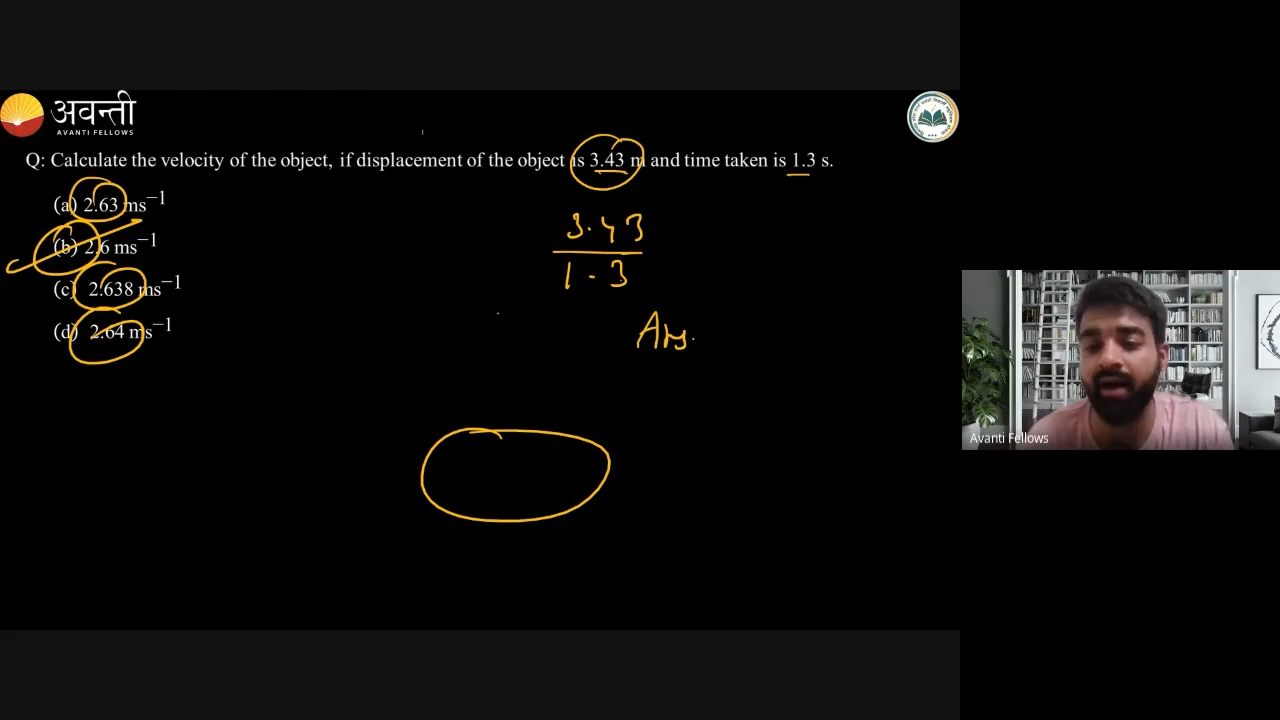 अवन्ती
AVANTI FELLOWS
Q: Calculate the velocity of the object, if displacement of the object is 3.43 m and time taken is 1.3 s.
(a) 2.63 ms⁻¹
(b) 2.6 ms⁻¹
(c) 2.638 ms⁻¹
(d) 2.64 ms⁻¹
3.43
1.3
Ans.
Avanti Fellows